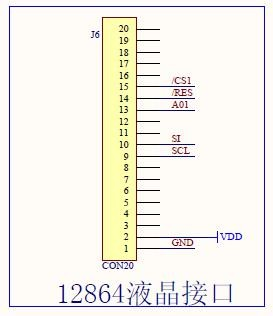 J6
20
19
18
17
16
15 /CS1
14 /RES
13 A01
12
11
10 SI
9 SCL
8
7
6
5
4
3
2 VDD
1 GND
CON20
12864液晶接口